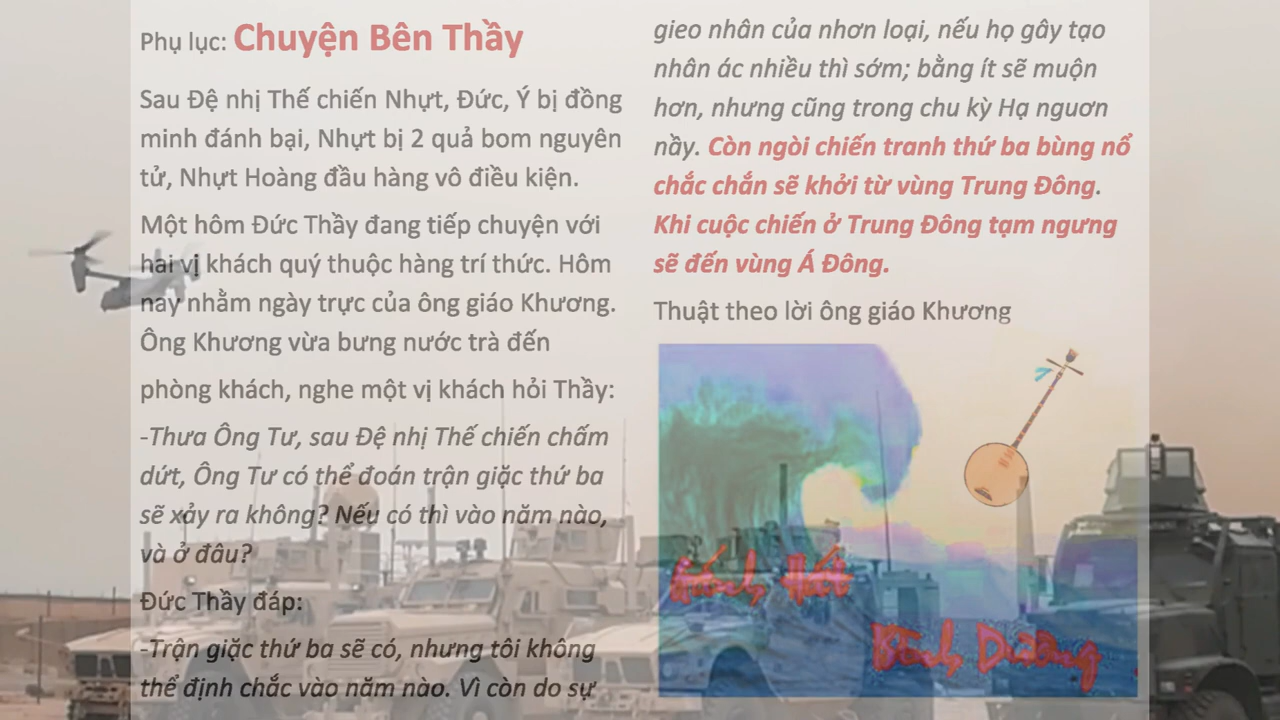 Phụ lục: Chuyện Bên Thầy
Sau Đệ nhị Thế chiến Nhựt, Đức, Ý bị đồng
minh đánh bại, Nhựt bị 2 quả bom nguyên
tử, Nhựt Hoàng đầu hàng vô điều kiện.
Một hôm Đức Thầy đang tiếp chuyện với
hai vị khách quý thuộc hàng trí thức. Hôm
nay nhằm ngày trực của ông giáo Khương.
Ông Khương vừa bưng nước trà đến
phòng khách, nghe một vị khách hỏi Thầy:
-Thưa Ông Tư, sau Đệ nhị Thế chiến chấm
dứt, Ông Tư có thể đoán trận giặc thứ ba
sẽ xảy ra không? Nếu có thì vào năm nào,
và ở đâu?
Đức Thầy đáp:
-Trận giặc thứ ba sẽ có, nhưng tôi không
thể định chắc vào năm nào. Vì còn do sự
gieo nhân của nhơn loại, nếu họ gây tạo
nhân ác nhiều thì sớm; bằng ít sẽ muộn
hơn, nhưng cũng trong chu kỳ Hạ nguơn
nầy. Còn ngòi chiến tranh thứ ba bùng nổ
chắc chắn sẽ khởi từ vùng Trung Đông.
Khi cuộc chiến ở Trung Đông tạm ngưng
sẽ đến vùng Á Đông.
Thuật theo lời ông giáo Khương
Hát
Bình Dương